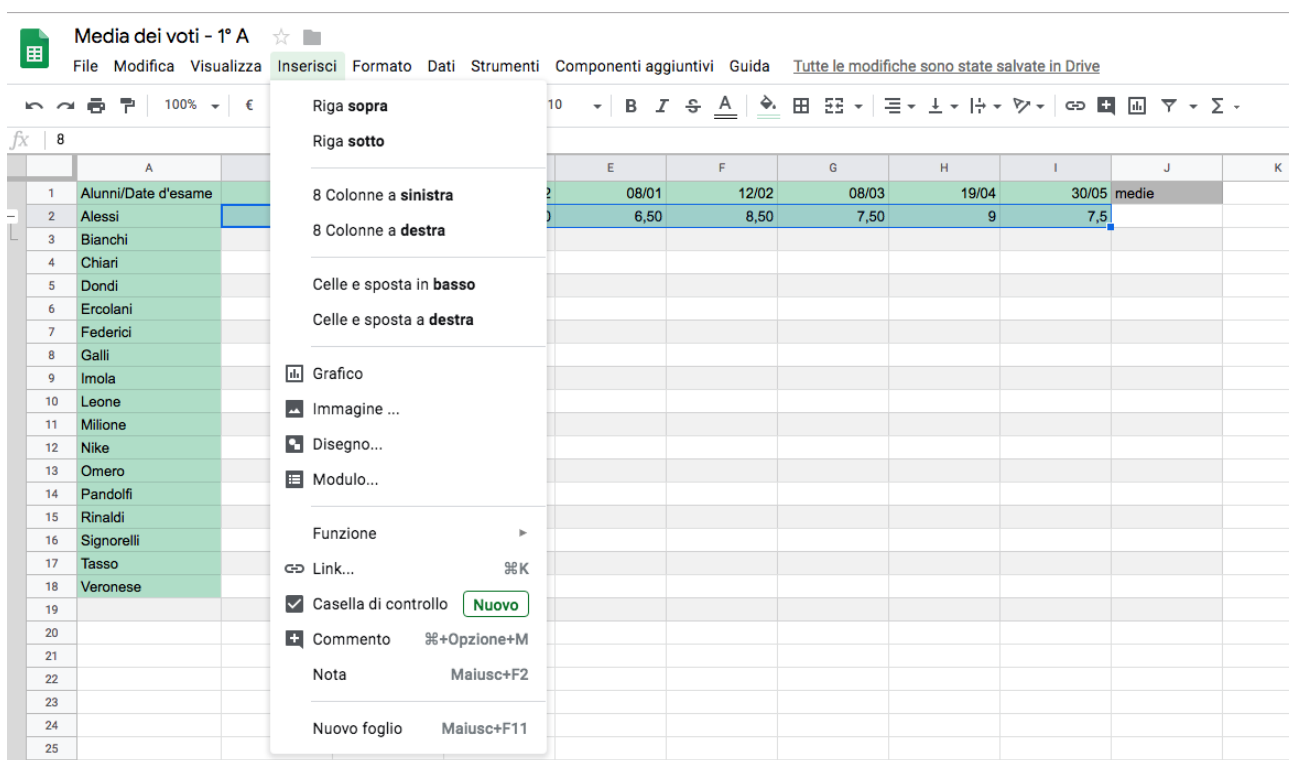 Media dei voti - 1° A
File Modifica Visualizza Inserisci Formato Dati Strumenti Componenti aggiuntivi Guida Tutte le modifiche sono state salvate in Drive
100% € 10 B I S A Σ
fx 8
A E F G H I J K
1 Alunni/Date d'esame 2 08/01 12/02 08/03 19/04 30/05 medie
2 Alessi 0 6,50 8,50 7,50 9 7,5
3 Bianchi
4 Chiari
5 Dondi
6 Ercolani
7 Federici
8 Galli
9 Imola
10 Leone
11 Milione
12 Nike
13 Omero
14 Pandolfi
15 Rinaldi
16 Signorelli
17 Tasso
18 Veronese
19
20
21
22
23
24
25
Riga sopra
Riga sotto
8 Colonne a sinistra
8 Colonne a destra
Celle e sposta in basso
Celle e sposta a destra
Grafico
Immagine ...
Disegno...
Modulo...
Funzione ►
Link... ⌘K
Casella di controllo Nuovo
Commento ⌘+Opzione+M
Nota Maiusc+F2
Nuovo foglio Maiusc+F11